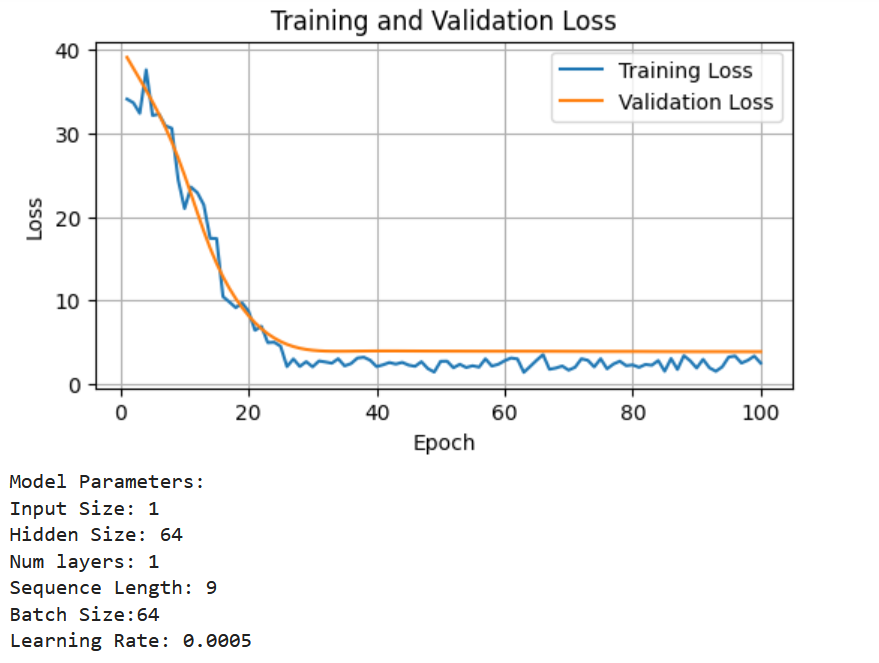 Training and Validation Loss
Training Loss
Validation Loss
40
30
20
10
0
Loss
0 20 40 60 80 100
Epoch
Model Parameters:
Input Size: 1
Hidden Size: 64
Num layers: 1
Sequence Length: 9
Batch Size:64
Learning Rate: 0.0005